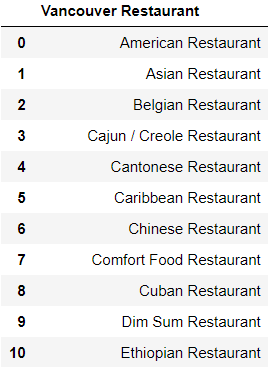 Vancouver Restaurant
0 American Restaurant
1 Asian Restaurant
2 Belgian Restaurant
3 Cajun / Creole Restaurant
4 Cantonese Restaurant
5 Caribbean Restaurant
6 Chinese Restaurant
7 Comfort Food Restaurant
8 Cuban Restaurant
9 Dim Sum Restaurant
10 Ethiopian Restaurant